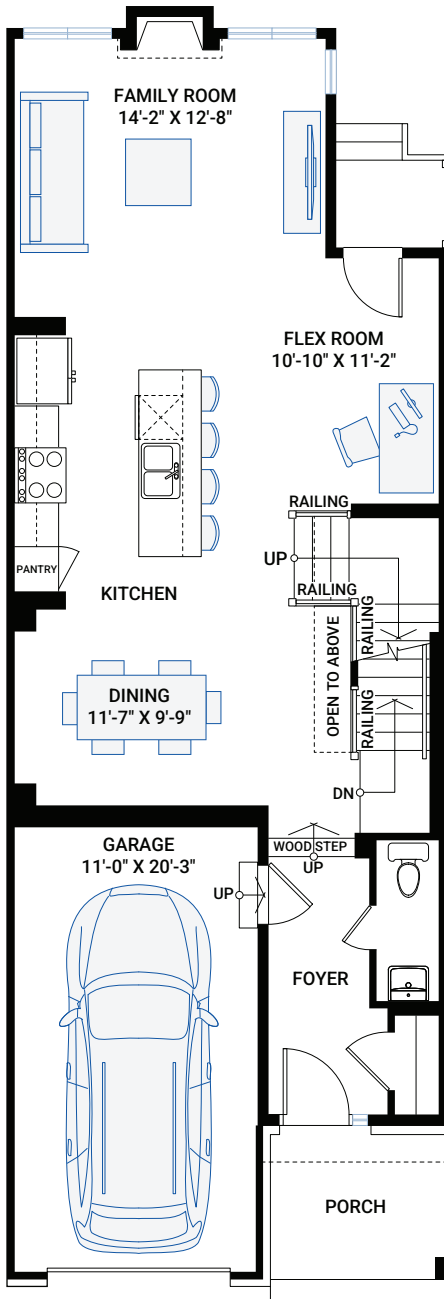 FAMILY ROOM
14'-2" X 12'-8"
FLEX ROOM
10'-10" X 11'-2"
RAILING
UP
RAILING
PANTRY
KITCHEN
RAILING
OPEN TO ABOVE
DINING
11'-7" X 9'-9"
RAILING
DN
GARAGE
11'-0" X 20'-3"
WOOD STEP
UP
UP
FOYER
PORCH